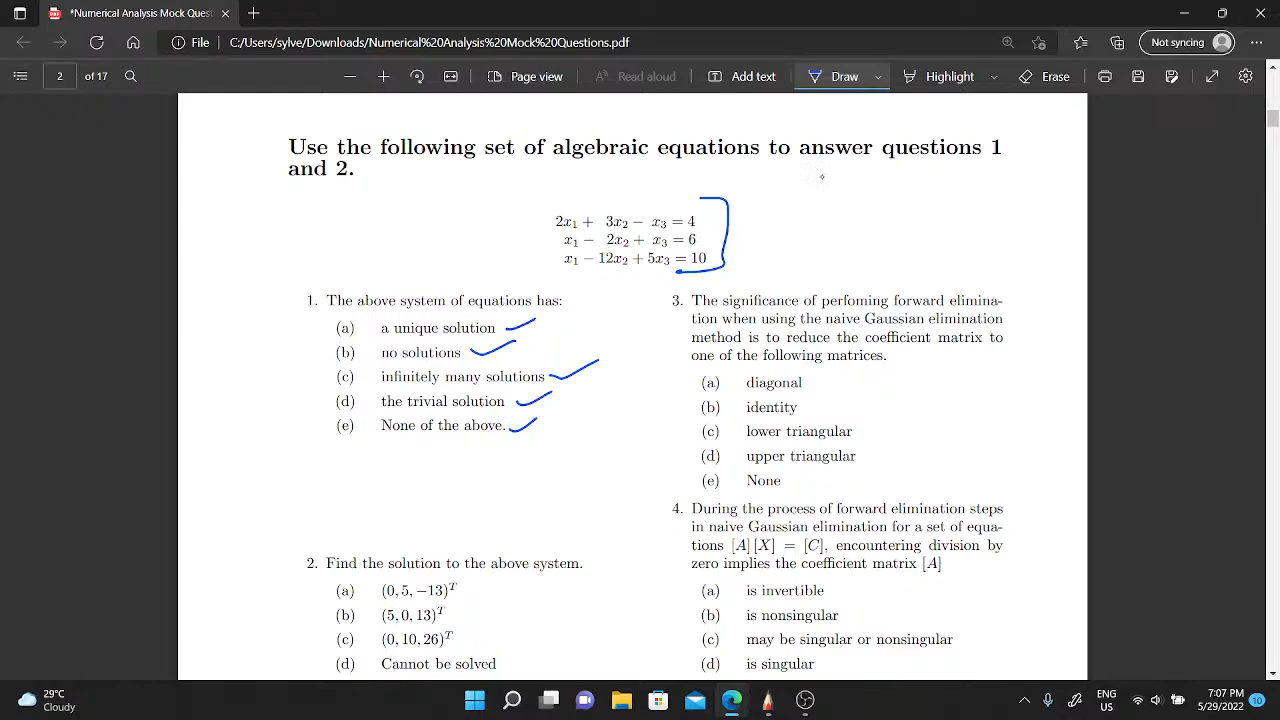 *Numerical Analysis Mock Quest
File
C:/Users/sylve/Downloads/Numerical%20Analysis%20Mock%20Questions.pdf
Not syncing
2 of 17
Page view
Read aloud
Add text
Draw
Highlight
Erase
Use the following set of algebraic equations to answer questions 1
and 2.
2x₁ + 3x₂ − x₃ = 4
x₁ − 2x₂ + x₃ = 6
x₁ − 12x₂ + 5x₃ = 10
1. The above system of equations has:
(a) a unique solution
(b) no solutions
(c) infinitely many solutions
(d) the trivial solution
(e) None of the above.
2. Find the solution to the above system.
(a) (0, 5, −13)ᵀ
(b) (5, 0, 13)ᵀ
(c) (0, 10, 26)ᵀ
(d) Cannot be solved
3. The significance of perfoming forward elimina-
tion when using the naive Gaussian elimination
method is to reduce the coefficient matrix to
one of the following matrices.
(a) diagonal
(b) identity
(c) lower triangular
(d) upper triangular
(e) None
4. During the process of forward elimination steps
in naive Gaussian elimination for a set of equa-
tions [A][X] = [C], encountering division by
zero implies the coefficient matrix [A]
(a) is invertible
(b) is nonsingular
(c) may be singular or nonsingular
(d) is singular
29°C
Cloudy
ENG
US
7:07 PM
5/29/2022
10